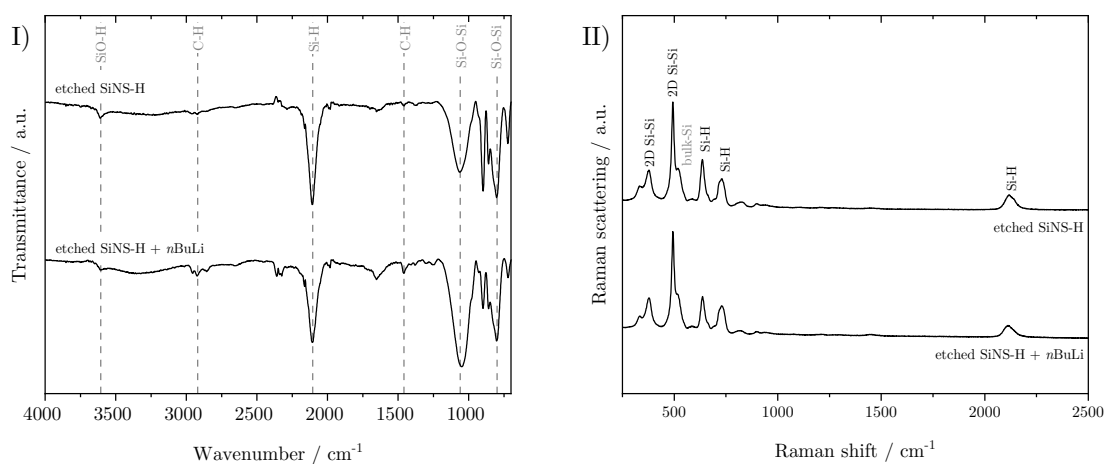 I)
SiO-H
C-H
Si-H
C-H
Si-O-Si
Si-O-Si
etched SiNS-H
etched SiNS-H + nBuLi
Transmittance / a.u.
4000 3500 3000 2500 2000 1500 1000
Wavenumber / cm-1
II)
2D Si-Si
2D Si-Si
bulk-Si
Si-H
Si-H
Si-H
etched SiNS-H
etched SiNS-H + nBuLi
Raman scattering / a.u.
500 1000 1500 2000 2500
Raman shift / cm-1